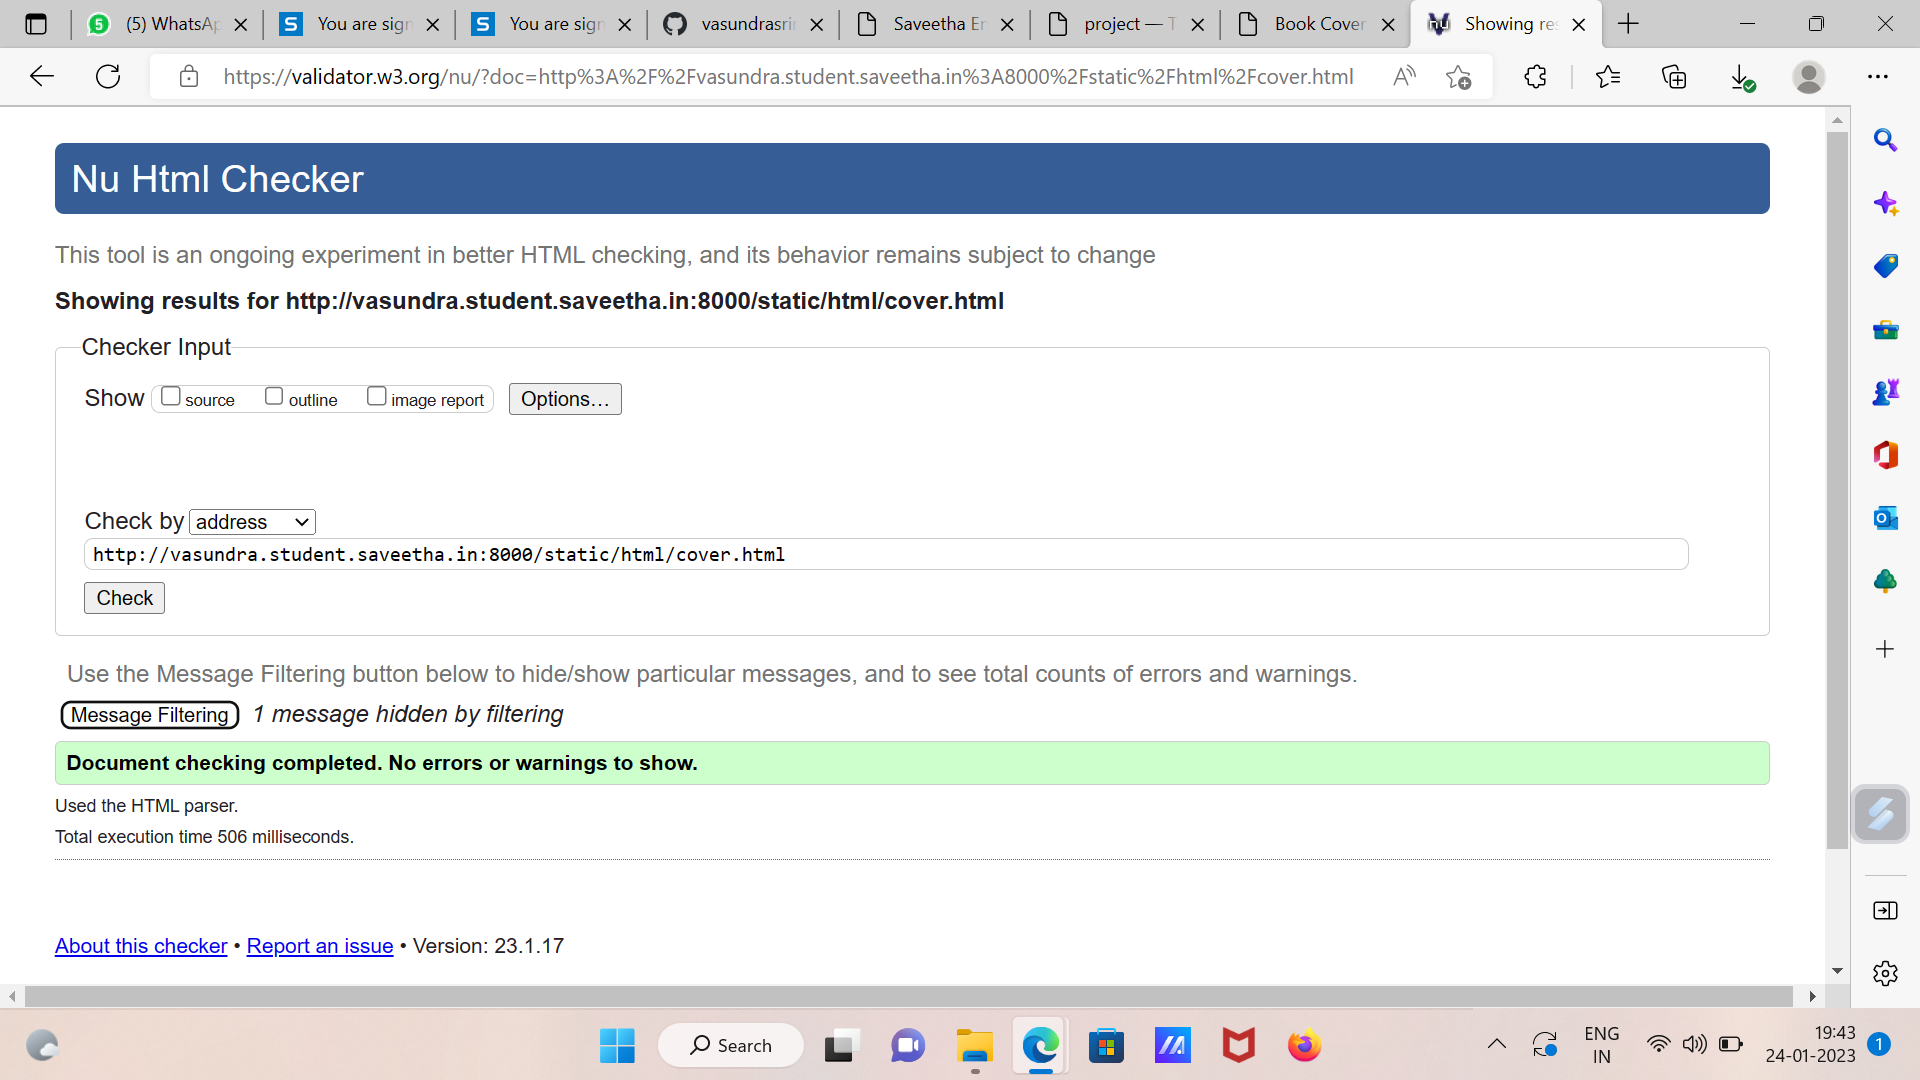 (5) WhatsAp
You are sign
You are sign
vasundrasri
Saveetha En
project — T
Book Cover
Showing res
https://validator.w3.org/nu/?doc=http%3A%2F%2Fvasundra.student.saveetha.in%3A8000%2Fstatic%2Fhtml%2Fcover.html
Nu Html Checker
This tool is an ongoing experiment in better HTML checking, and its behavior remains subject to change
Showing results for http://vasundra.student.saveetha.in:8000/static/html/cover.html
Checker Input
Show source outline image report Options...
Check by address
http://vasundra.student.saveetha.in:8000/static/html/cover.html
Check
Use the Message Filtering button below to hide/show particular messages, and to see total counts of errors and warnings.
Message Filtering 1 message hidden by filtering
Document checking completed. No errors or warnings to show.
Used the HTML parser.
Total execution time 506 milliseconds.
About this checker • Report an issue • Version: 23.1.17
Search
ENG
IN
19:43
24-01-2023
1